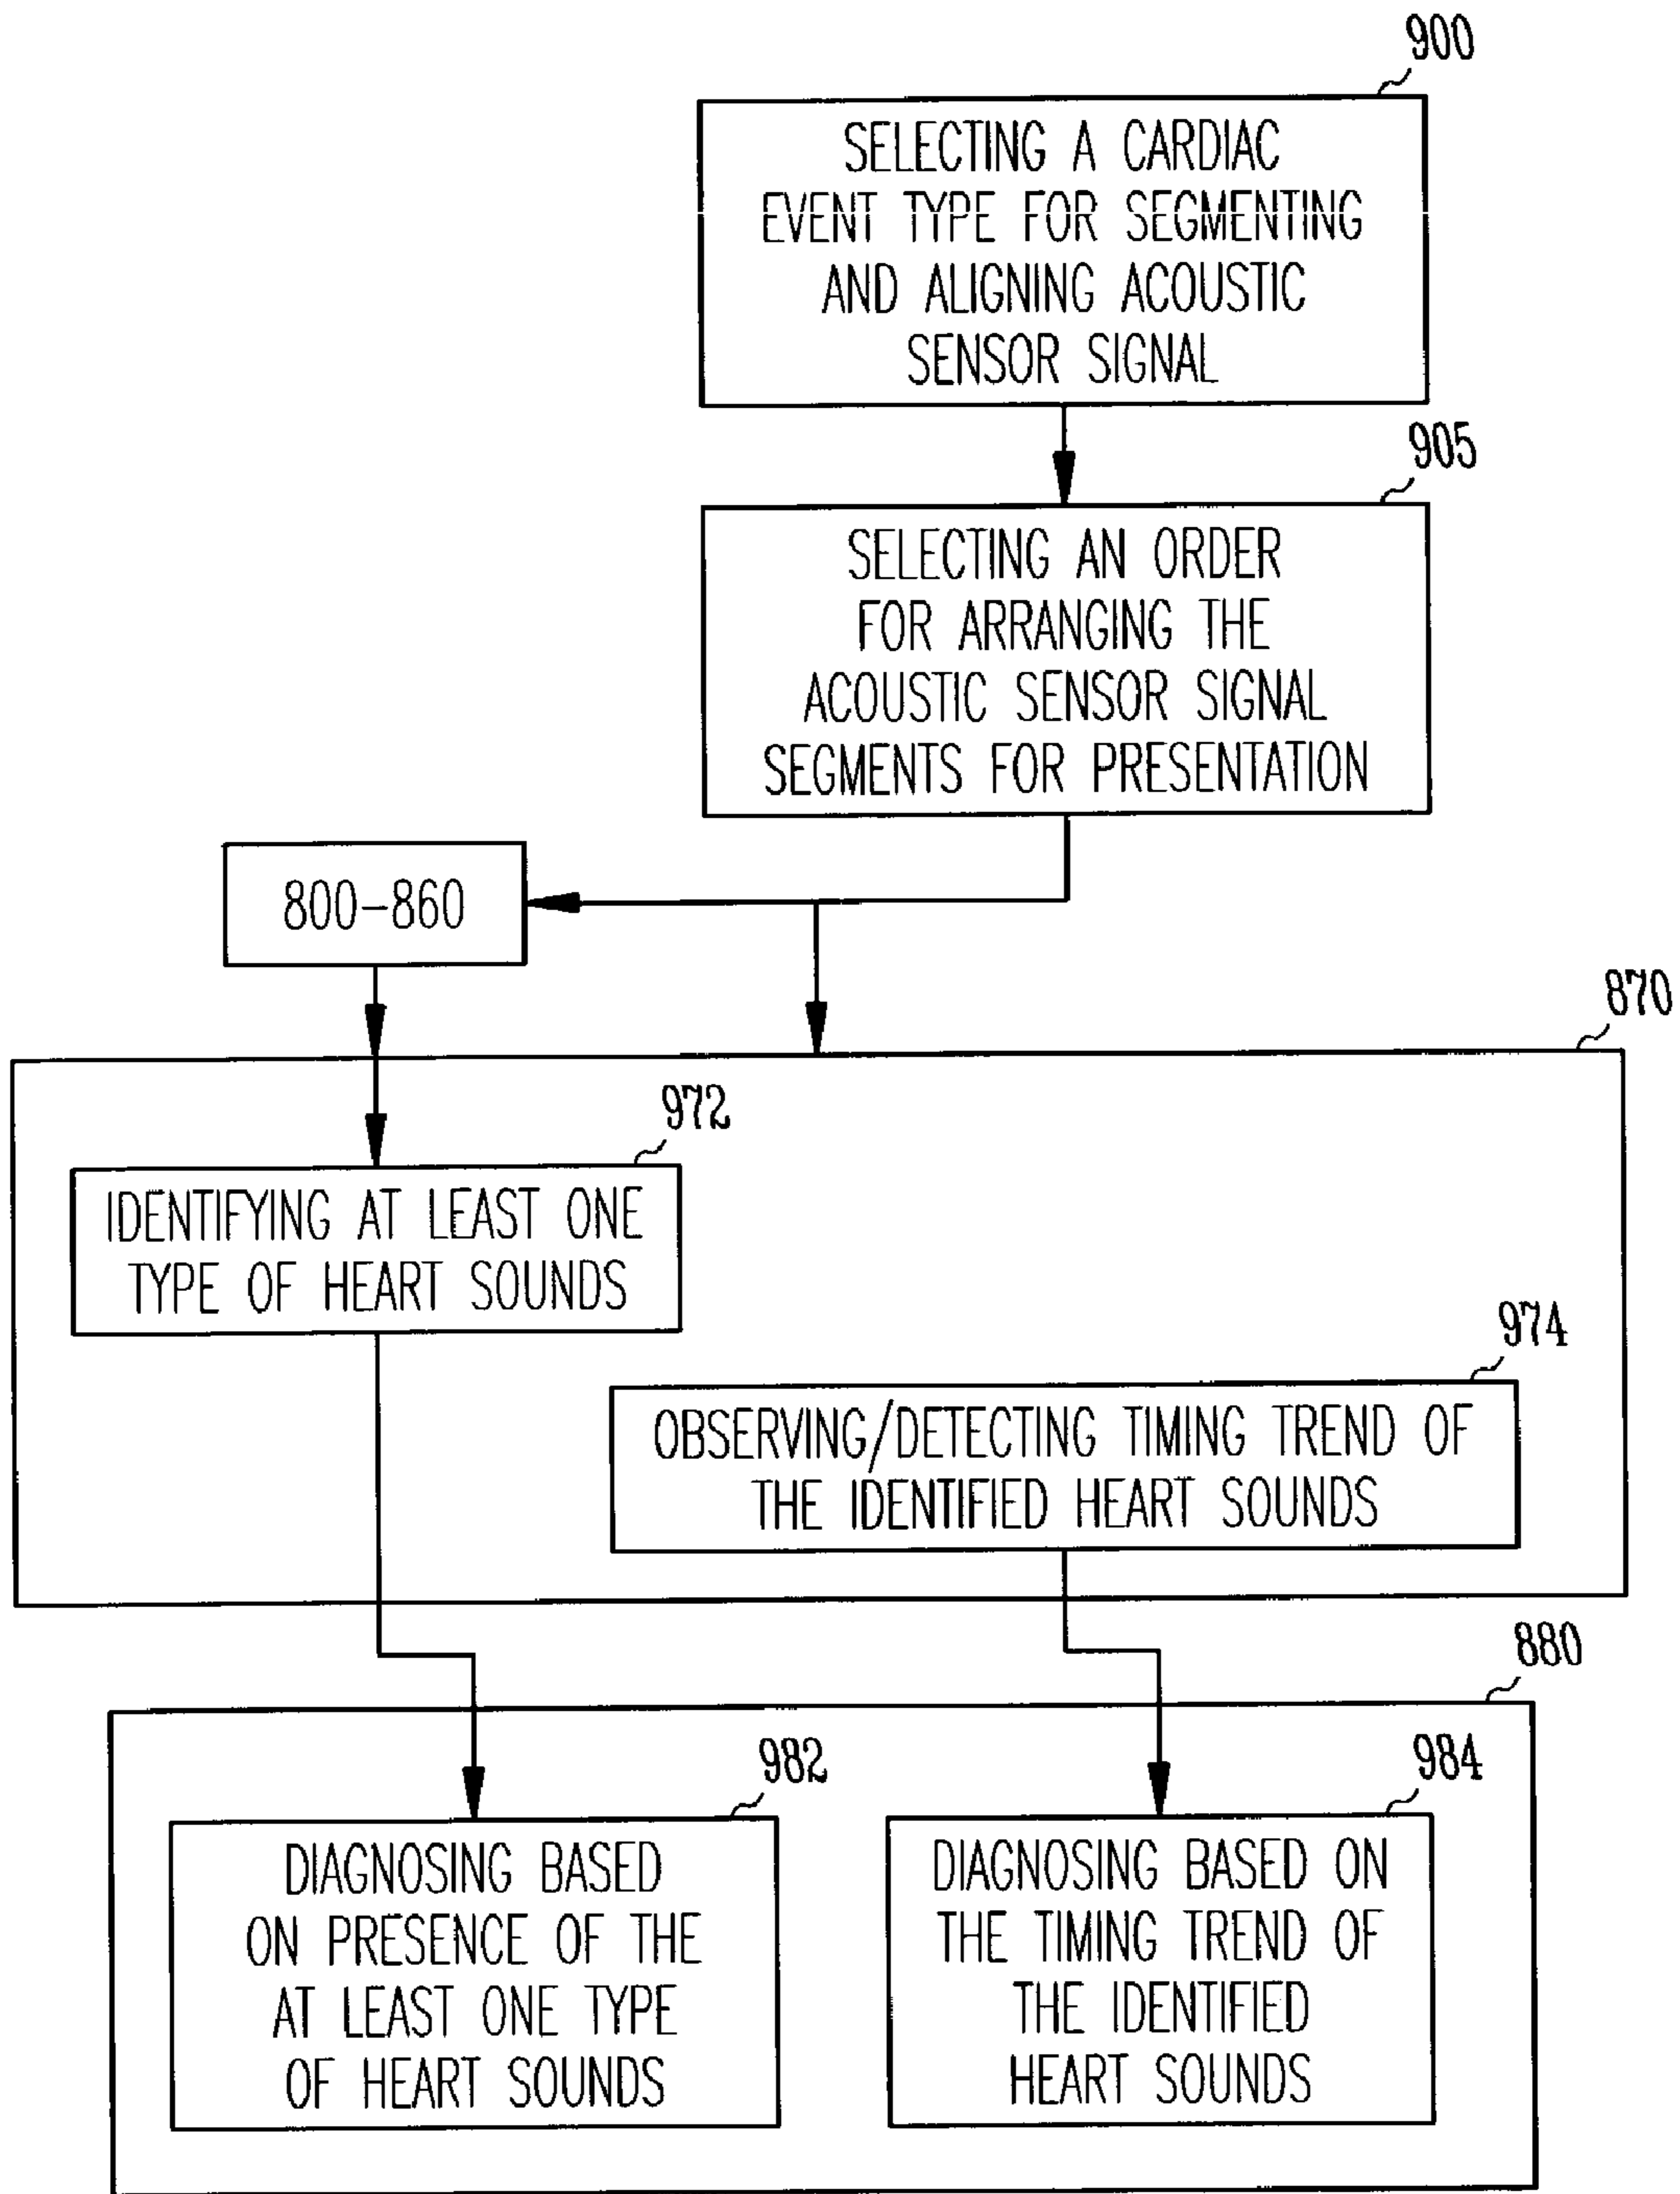 900
SELECTING A CARDIAC
EVENT TYPE FOR SEGMENTING
AND ALIGNING ACOUSTIC
SENSOR SIGNAL
905
SELECTING AN ORDER
FOR ARRANGING THE
ACOUSTIC SENSOR SIGNAL
SEGMENTS FOR PRESENTATION
800-860
870
972
IDENTIFYING AT LEAST ONE
TYPE OF HEART SOUNDS
974
OBSERVING/DETECTING TIMING TREND OF
THE IDENTIFIED HEART SOUNDS
880
982
DIAGNOSING BASED
ON PRESENCE OF THE
AT LEAST ONE TYPE
OF HEART SOUNDS
984
DIAGNOSING BASED ON
THE TIMING TREND OF
THE IDENTIFIED
HEART SOUNDS